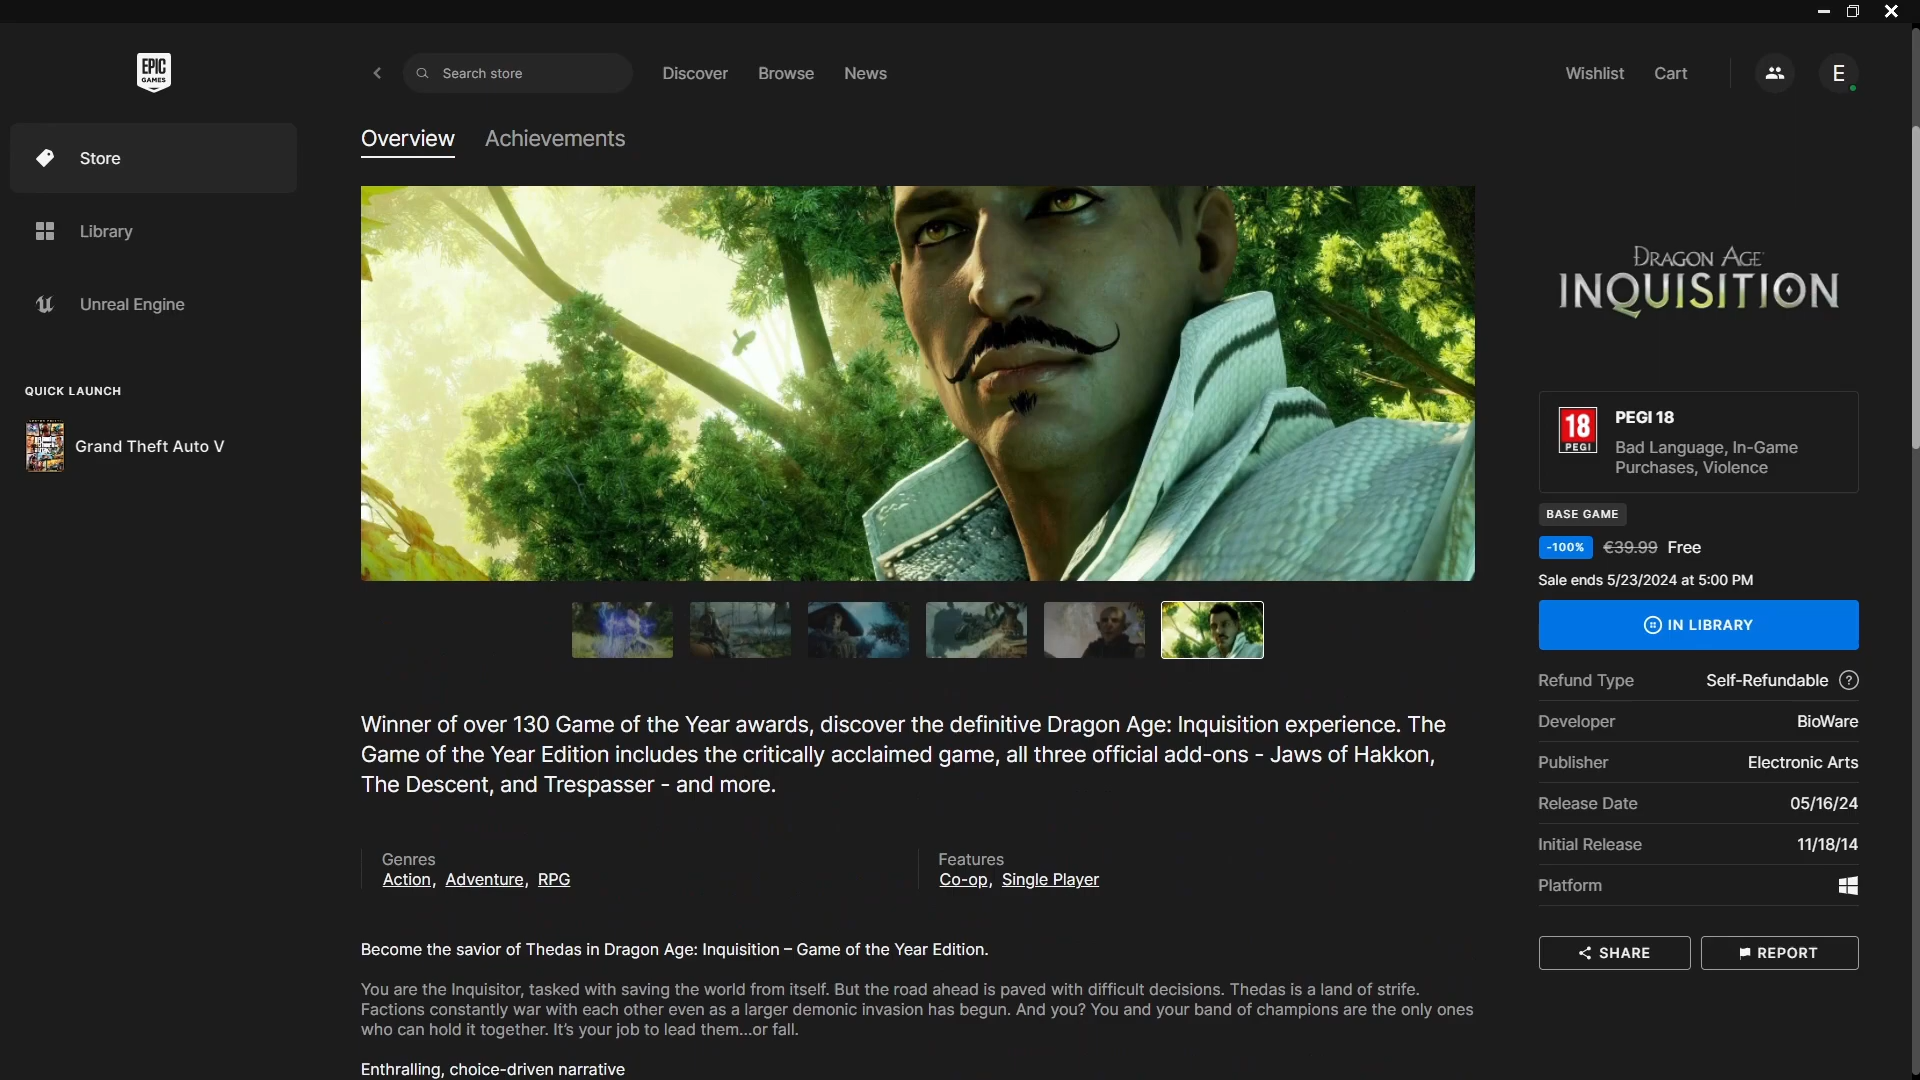 EPIC
GAMES
Search store
Discover
Browse
News
Wishlist
Cart
E
Store
Library
Unreal Engine
QUICK LAUNCH
Grand Theft Auto V
Overview
Achievements
DRAGON AGE
INQUISITION
18
PEGI
PEGI 18
Bad Language, In-Game
Purchases, Violence
BASE GAME
-100% €39.99 Free
Sale ends 5/23/2024 at 5:00 PM
IN LIBRARY
Refund Type Self-Refundable ?
Developer BioWare
Publisher Electronic Arts
Release Date 05/16/24
Initial Release 11/18/14
Platform
SHARE
REPORT
Winner of over 130 Game of the Year awards, discover the definitive Dragon Age: Inquisition experience. The
Game of the Year Edition includes the critically acclaimed game, all three official add-ons - Jaws of Hakkon,
The Descent, and Trespasser - and more.
Genres
Action, Adventure, RPG
Features
Co-op, Single Player
Become the savior of Thedas in Dragon Age: Inquisition – Game of the Year Edition.
You are the Inquisitor, tasked with saving the world from itself. But the road ahead is paved with difficult decisions. Thedas is a land of strife.
Factions constantly war with each other even as a larger demonic invasion has begun. And you? You and your band of champions are the only ones
who can hold it together. It’s your job to lead them...or fall.
Enthralling, choice-driven narrative